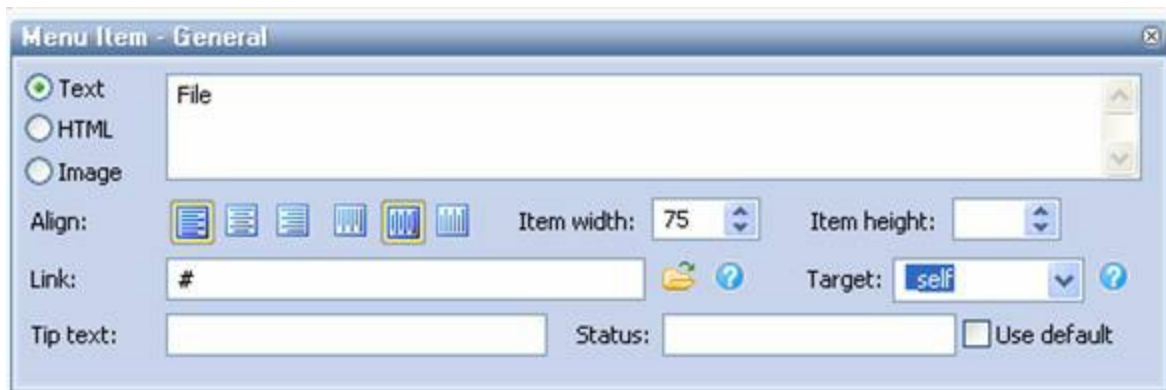 Menu Item - General
Text
File
HTML
Image
Align:
Item width: 75
Item height:
Link: #
Target: _self
Tip text:
Status:
Use default